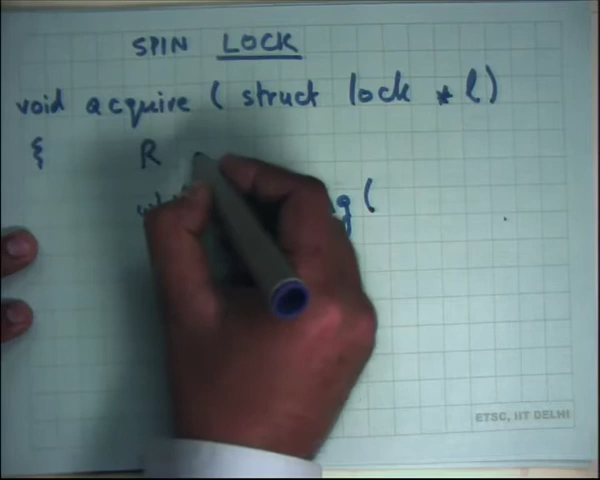 SPIN LOCK
void acquire ( struct lock * l )
{ R
(
ETSC, IIT DELHI